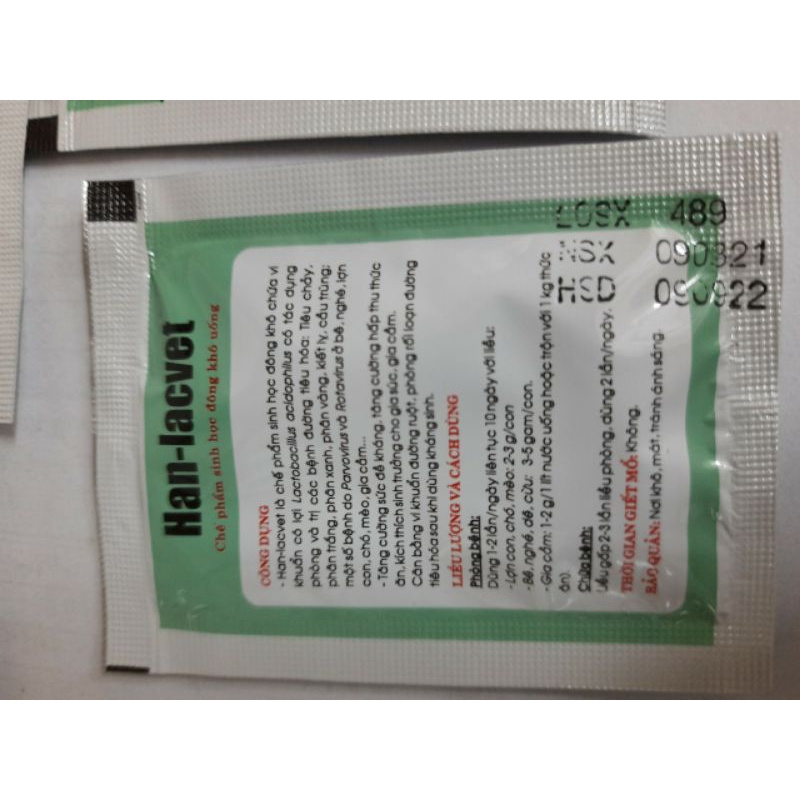 Han-lacvet
Chế phẩm sinh học đông khô uống
CÔNG DỤNG
- Han-lacvet là chế phẩm sinh học đông khô chứa vi
khuẩn có lợi Lactobacillus acidophilus có tác dụng
phòng và trị các bệnh đường tiêu hóa: Tiêu chảy,
phân trắng, phân xanh, phân vàng, kiết lỵ, cầu trùng;
một số bệnh do Parvovirus và Rotavirus ở bê, nghé, lợn
con, chó, mèo, gia cầm...
- Tăng cường sức đề kháng, tăng cường hấp thu thức
ăn, kích thích sinh trưởng cho gia súc, gia cầm.
Cân bằng vi khuẩn đường ruột, phòng rối loạn đường
tiêu hóa sau khi dùng kháng sinh.
LIỀU LƯỢNG VÀ CÁCH DÙNG
Phòng bệnh:
Dùng 1-2 lần/ngày liên tục 10 ngày với liều:
- Lợn con, chó, mèo: 2-3 g/con
- Bê, nghé, dê, cừu: 3-5 gam/con.
- Gia cầm: 1-2 g/1 lít nước uống hoặc trộn với 1 kg thức
ăn.
Chữa bệnh:
Liều gấp 2-3 lần liều phòng, dùng 2 lần/ngày.
THỜI GIAN GIẾT MỔ: Không.
BẢO QUẢN: Nơi khô, mát, tránh ánh sáng.
LOSX 489
NSX 090321
HSD 090922